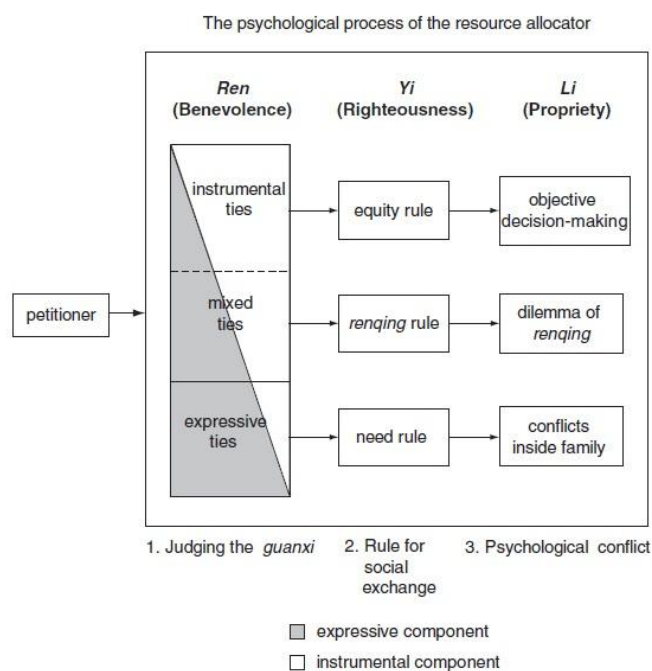 The psychological process of the resource allocator
Ren
(Benevolence)
Yi
(Righteousness)
Li
(Propriety)
instrumental
ties
equity rule
objective
decision-making
petitioner
mixed
ties
renqing rule
dilemma of
renqing
expressive
ties
need rule
conflicts
inside family
1. Judging the guanxi
2. Rule for
social
exchange
3. Psychological conflict
expressive component
instrumental component